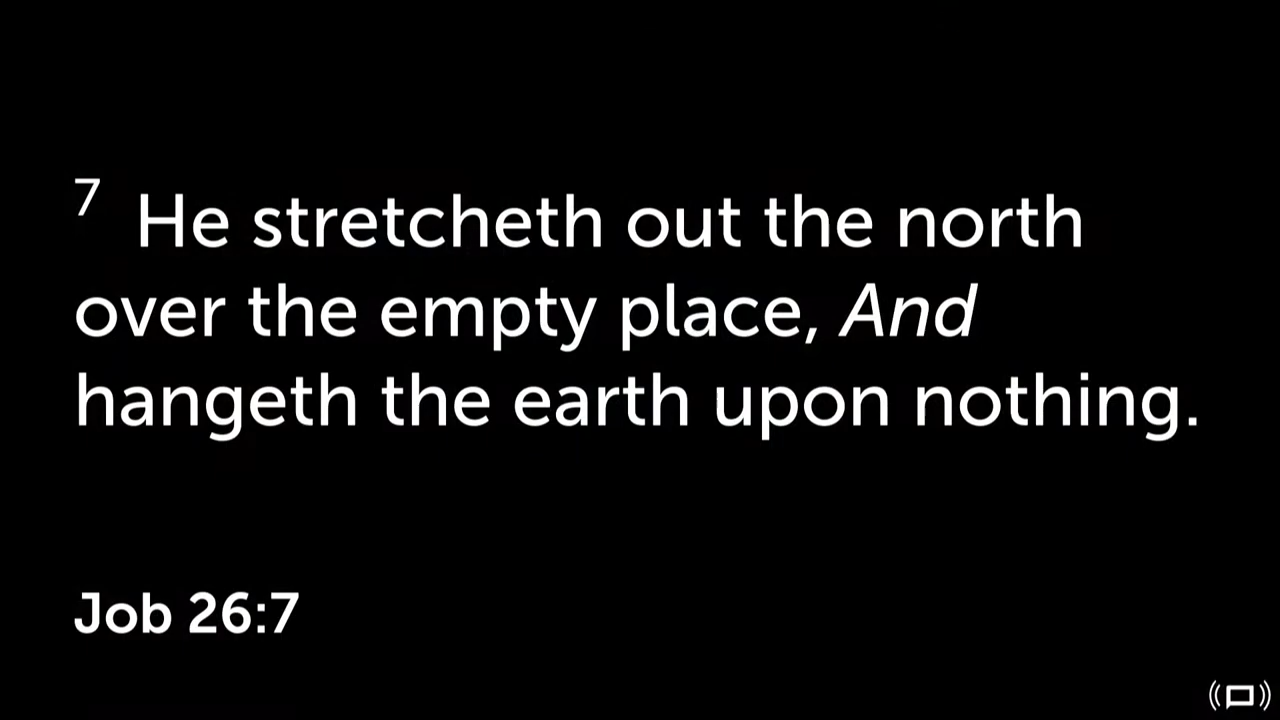 7 He stretcheth out the north
over the empty place, And
hangeth the earth upon nothing.
Job 26:7